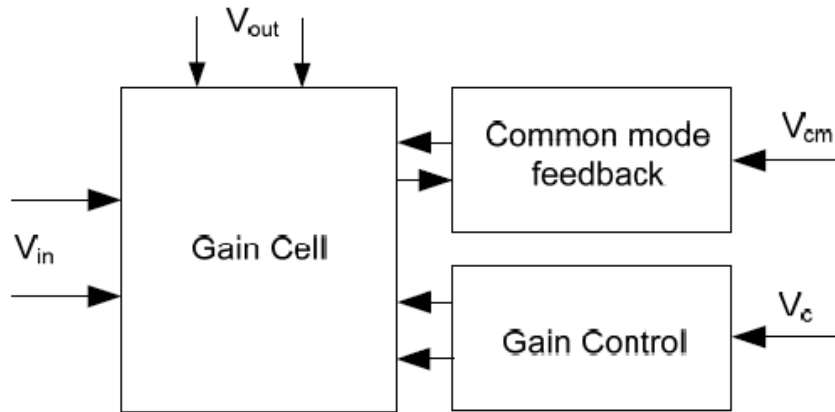 Vout
Common mode
feedback
Vcm
Vin
Gain Cell
Gain Control
Vc